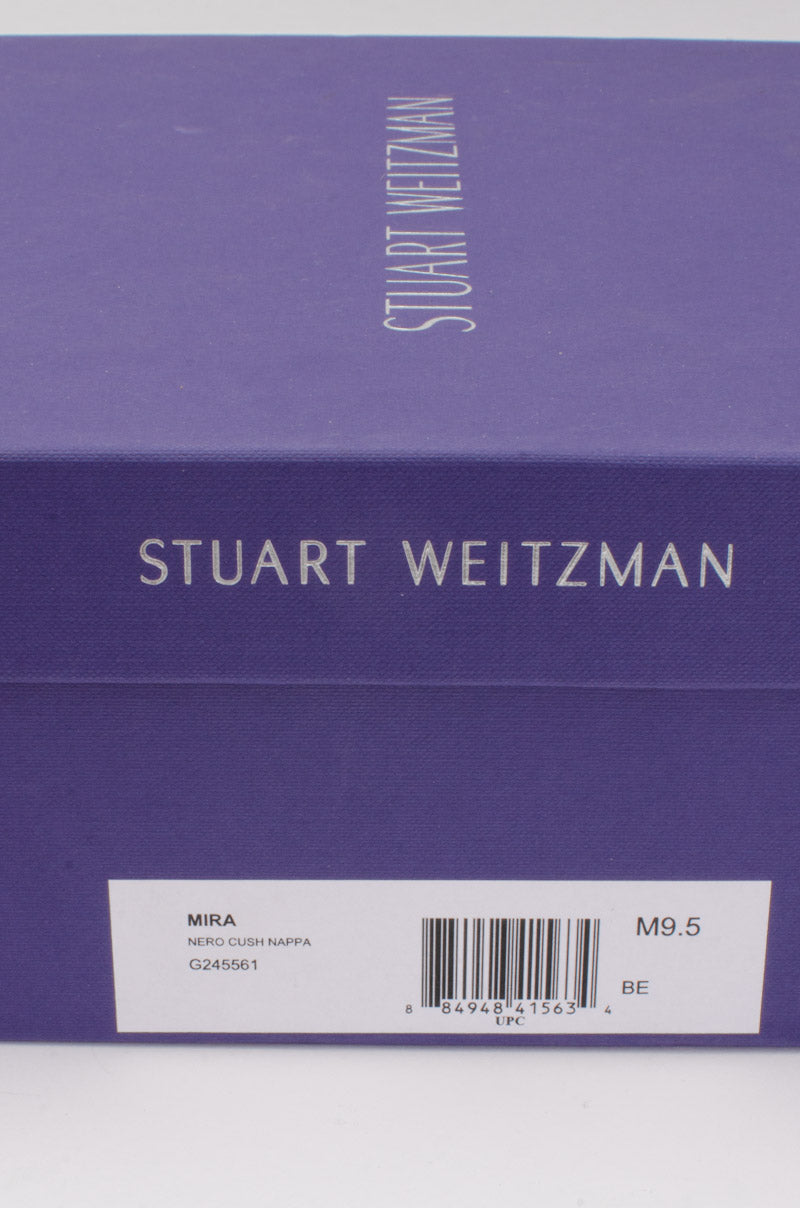 STUART WEITZMAN
STUART WEITZMAN
MIRA
NERO CUSH NAPPA
G245561
8 84948 41563 4
UPC
M9.5
BE